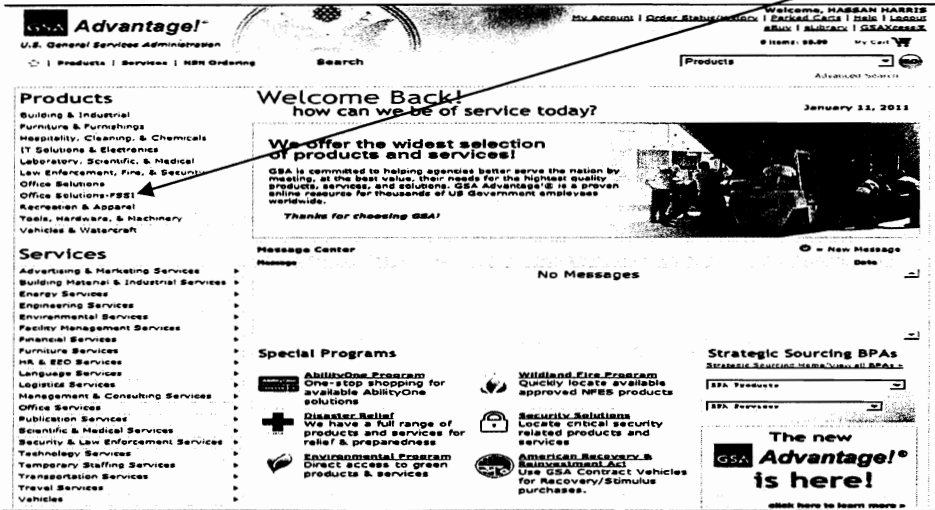 GSA Advantage!
U.S. General Services Administration
Welcome, HASSAN HARRIS
My Account | Order Status/History | Parked Carts | Help | Logout
eBuy | eLibrary | GSAXcess®
0 items: $0.00 My Cart
Products | Services | NSN Ordering
Search
Products
Advanced Search
Products
Building & Industrial
Furniture & Furnishings
Hospitality, Cleaning, & Chemicals
IT Solutions & Electronics
Laboratory, Scientific, & Medical
Law Enforcement, Fire, & Security
Office Solutions
Office Solutions-FSSI
Recreation & Apparel
Tools, Hardware, & Machinery
Vehicles & Watercraft
Services
Advertising & Marketing Services
Building Material & Industrial Services
Energy Services
Engineering Services
Environmental Services
Facility Management Services
Financial Services
Furniture Services
HR & EEO Services
Language Services
Logistics Services
Management & Consulting Services
Office Services
Publication Services
Scientific & Medical Services
Security & Law Enforcement Services
Technology Services
Temporary Staffing Services
Transportation Services
Travel Services
Vehicles
Welcome Back!
how can we be of service today?
January 11, 2011
We offer the widest selection
of products and services!
GSA is committed to helping agencies better serve the nation by
meeting, at the best value, their needs for the highest quality
products, services, and solutions. GSA Advantage!® is a proven
online resource for thousands of US Government employees
worldwide.
Thanks for choosing GSA!
Message Center
= New Message
Message
Date
No Messages
Special Programs
AbilityOne Program
One-stop shopping for
available AbilityOne
solutions
Disaster Relief
We have a full range of
products and services for
relief & preparedness
Environmental Program
Direct access to green
products & services
Wildland Fire Program
Quickly locate available
approved NFES products
Security Solutions
Locate critical security
related products and
services
American Recovery &
Reinvestment Act
Use GSA Contract Vehicles
for Recovery/Stimulus
purchases.
Strategic Sourcing BPAs
Strategic Sourcing Home/View all BPAs »
BPA Products
BPA Services
The new
GSA Advantage!®
is here!
click here to learn more »